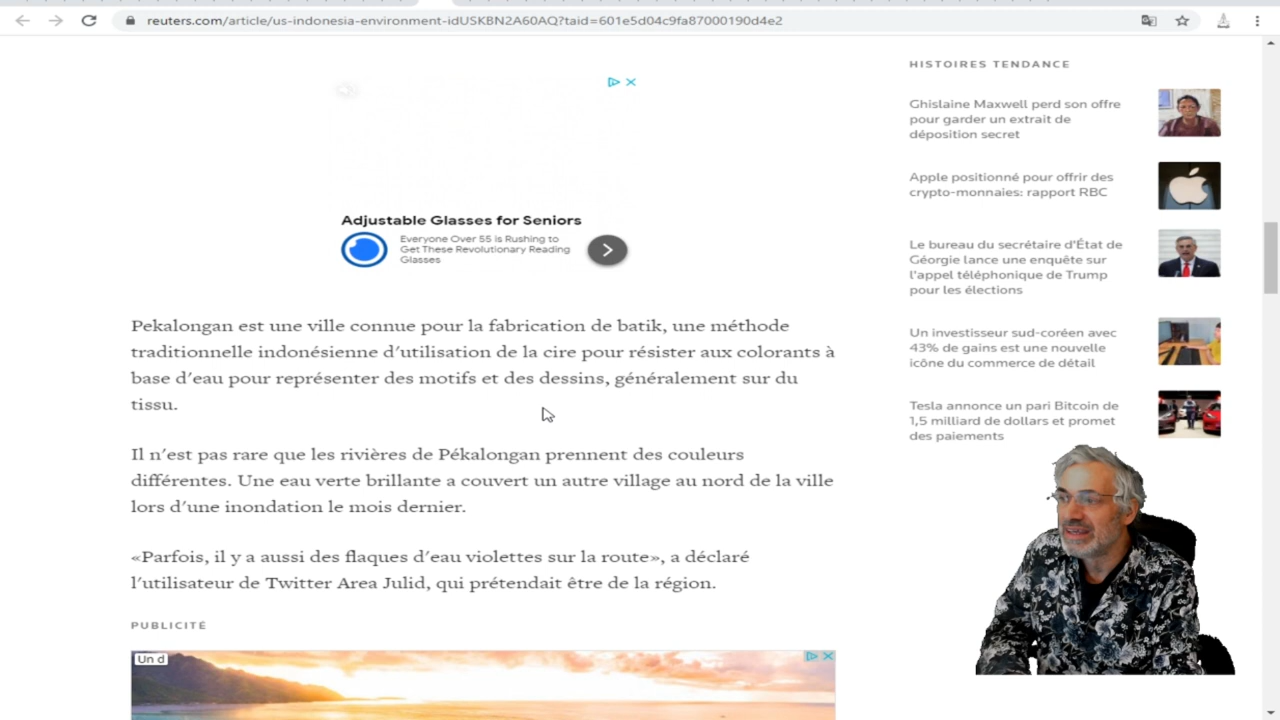 reuters.com/article/us-indonesia-environment-idUSKBN2A60AQ?taid=601e5d04c9fa87000190d4e2
Adjustable Glasses for Seniors
Everyone Over 55 is Rushing to
Get These Revolutionary Reading
Glasses
Pekalongan est une ville connue pour la fabrication de batik, une méthode
traditionnelle indonésienne d'utilisation de la cire pour résister aux colorants à
base d'eau pour représenter des motifs et des dessins, généralement sur du
tissu.
Il n'est pas rare que les rivières de Pékalongan prennent des couleurs
différentes. Une eau verte brillante a couvert un autre village au nord de la ville
lors d'une inondation le mois dernier.
«Parfois, il y a aussi des flaques d'eau violettes sur la route», a déclaré
l'utilisateur de Twitter Area Julid, qui prétendait être de la région.
PUBLICITÉ
Un d
HISTOIRES TENDANCE
Ghislaine Maxwell perd son offre
pour garder un extrait de
déposition secret
Apple positionné pour offrir des
crypto-monnaies: rapport RBC
Le bureau du secrétaire d'État de
Géorgie lance une enquête sur
l'appel téléphonique de Trump
pour les élections
Un investisseur sud-coréen avec
43% de gains est une nouvelle
icône du commerce de détail
Tesla annonce un pari Bitcoin de
1,5 milliard de dollars et promet
des paiements